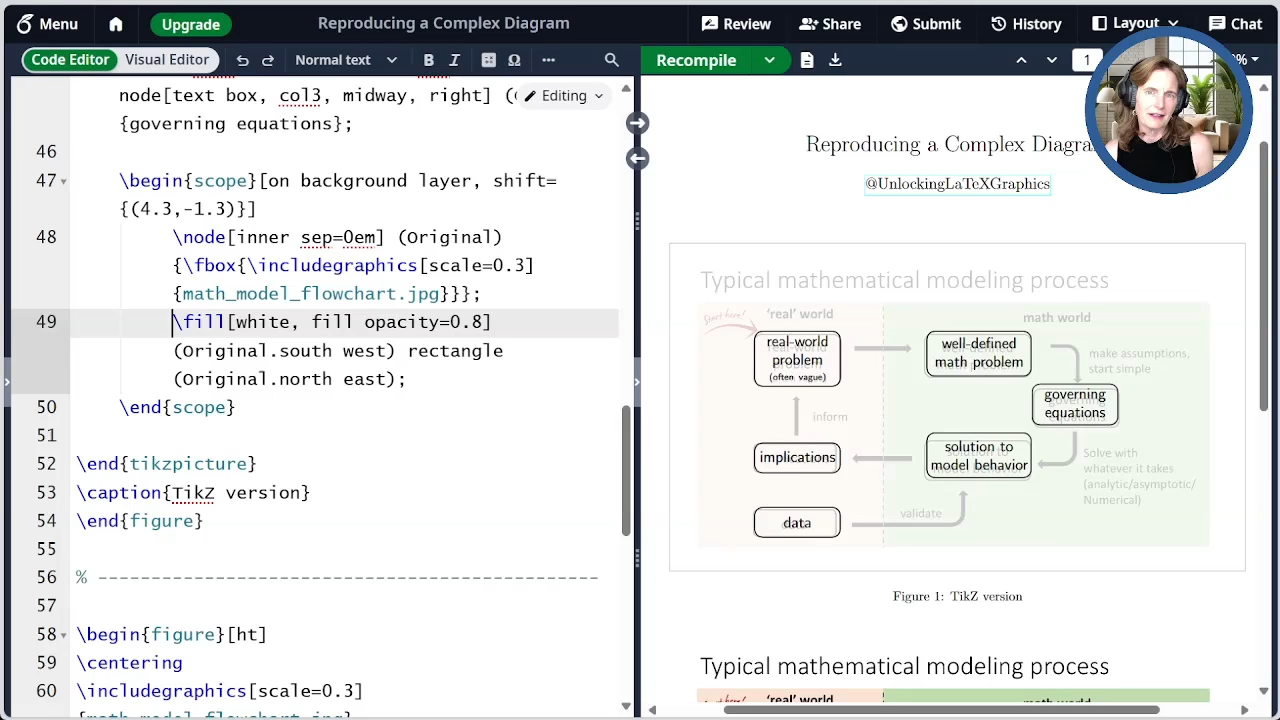 Menu
Upgrade
Reproducing a Complex Diagram
Review
Share
Submit
History
Layout
Chat
Code Editor
Visual Editor
Normal text
B
I
Ω
Recompile
1
%
Editing
node[text box, col3, midway, right] (
{governing equations};
46
47 \begin{scope}[on background layer, shift=
{(4.3,-1.3)}]
48 \node[inner sep=0em] (Original)
{\fbox{\includegraphics[scale=0.3]
{math_model_flowchart.jpg}}};
49 \fill[white, fill opacity=0.8]
(Original.south west) rectangle
(Original.north east);
50 \end{scope}
51
52 \end{tikzpicture}
53 \caption{TikZ version}
54 \end{figure}
55
56 % -----------------------------------------------
57
58 \begin{figure}[ht]
59 \centering
60 \includegraphics[scale=0.3]
{math_model_flowchart.jpg}
Reproducing a Complex Diagra
@UnlockingLaTeXGraphics
Typical mathematical modeling process
Start here!
'real' world
math world
real-world
problem
(often vague)
well-defined
math problem
make assumptions,
start simple
governing
equations
inform
implications
solution to
model behavior
Solve with
whatever it takes
(analytic/asymptotic/
Numerical)
data
validate
Figure 1: TikZ version
Typical mathematical modeling process
'real' world
math world